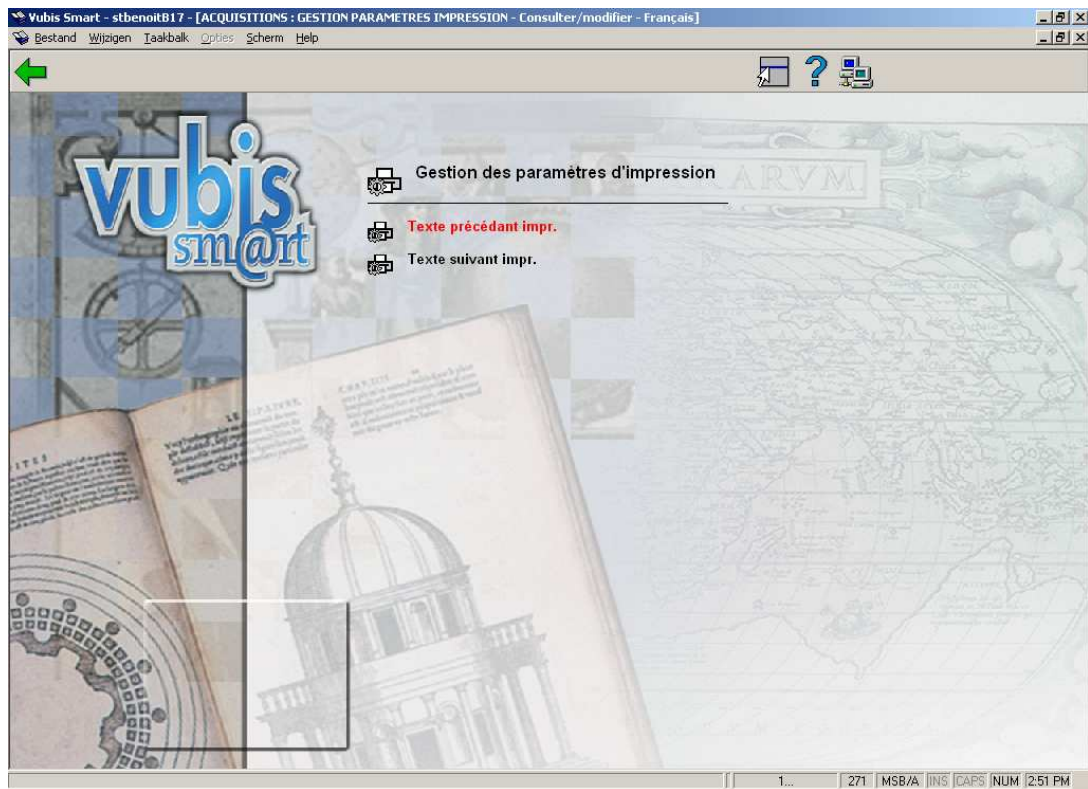 Vubis Smart - stbenoitB17 - [ACQUISITIONS : GESTION PARAMETRES IMPRESSION - Consulter/modifier - Français]
Bestand Wijzigen Taakbalk Opties Scherm Help
vubis
sm@rt
Gestion des paramètres d'impression
ARVM
Texte précédant impr.
Texte suivant impr.
1... 271 MSB/A INS CAPS NUM 2:51 PM